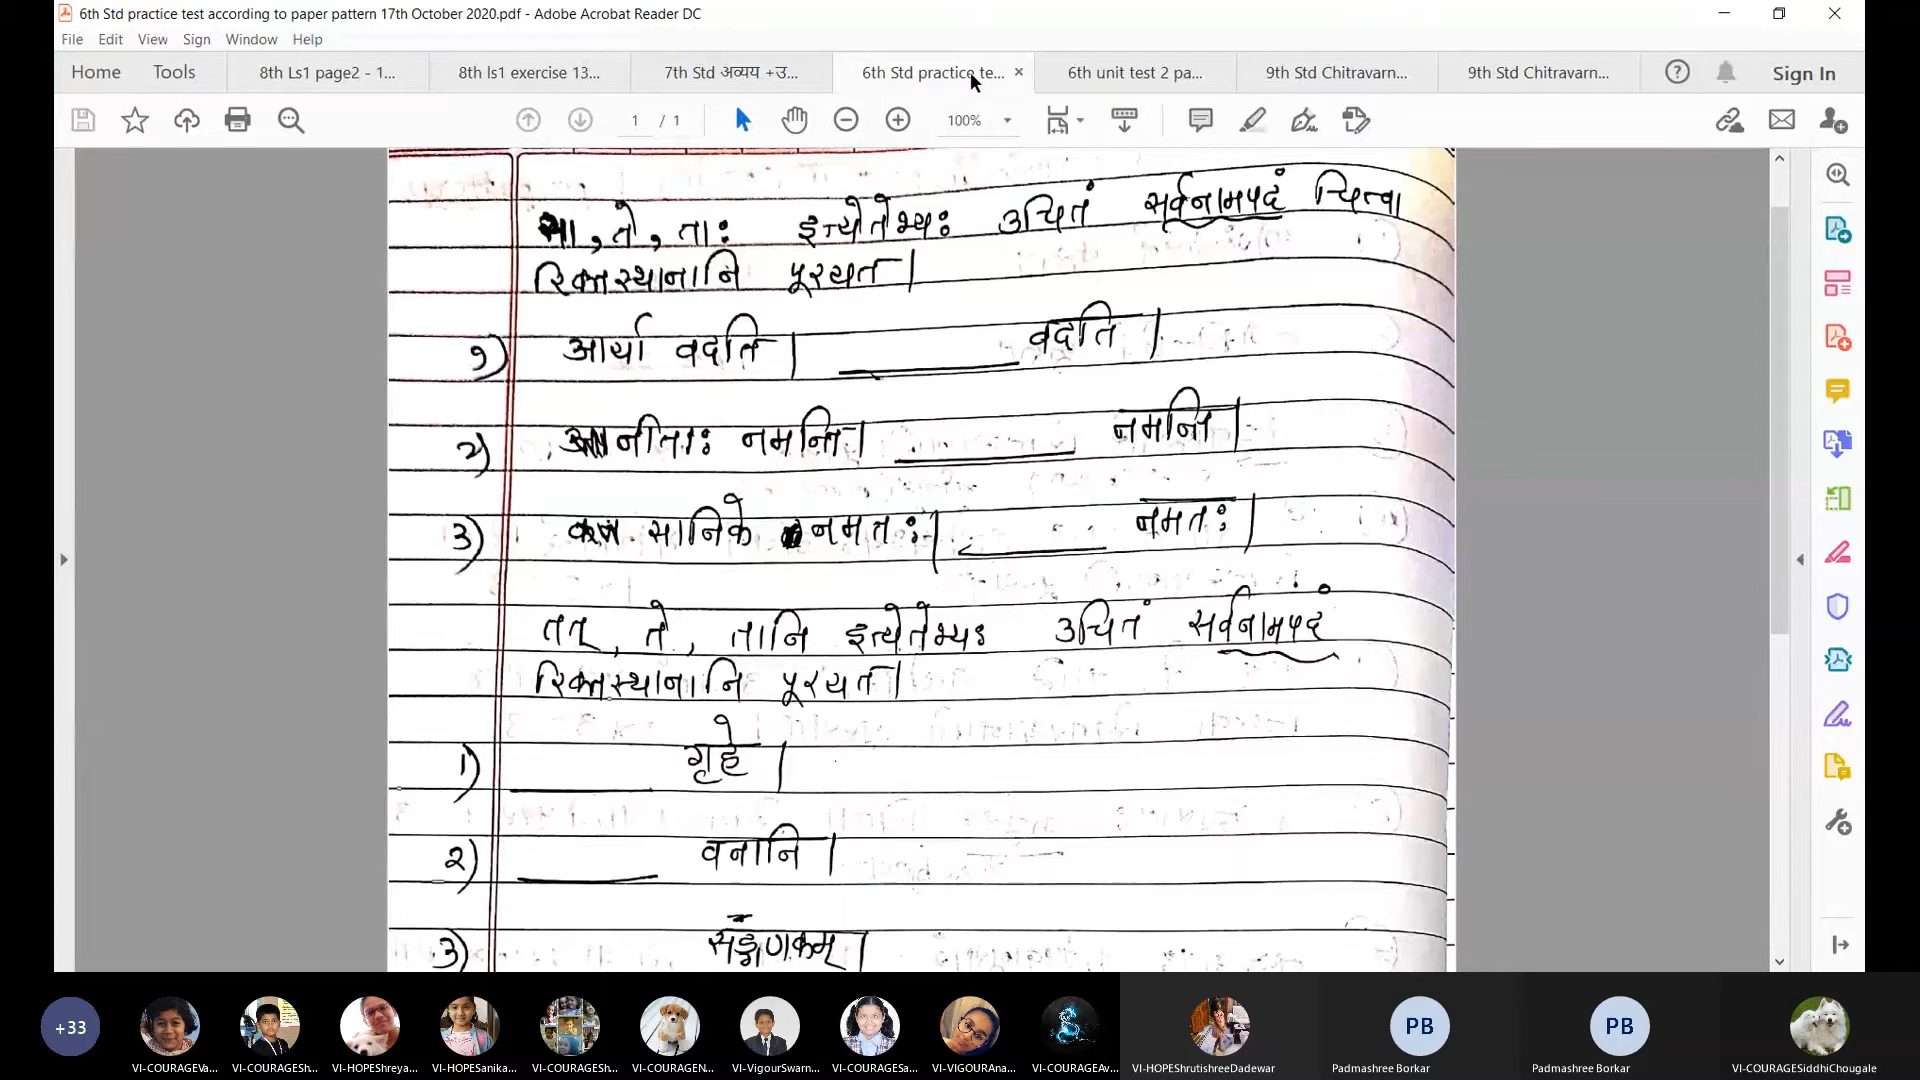 6th Std practice test according to paper pattern 17th October 2020.pdf - Adobe Acrobat Reader DC
File Edit View Sign Window Help
Home Tools 8th Ls1 page2 - 1... 8th ls1 exercise 13... 7th Std अव्यय +उ... 6th Std practice te... × 6th unit test 2 pa... 9th Std Chitravarn... 9th Std Chitravarn... Sign In
1 / 1 100%
सा, ते, ताः इत्येतेभ्यः उचितं सर्वनामपदं चित्वा
रिक्तस्थानानि पूरयत।
१) आर्या वदति। ______ वदति।
२) नीताः नमन्ति। ______ नमन्ति।
३) सानिके नमतः। ______ नमतः।
तत्, ते, तानि इत्येतेभ्यः उचितं सर्वनामपदं
रिक्तस्थानानि पूरयत।
1) ______ गृहे।
२) ______ वनानि।
३) सङ्गणकम्।
+33
VI-COURAGEVa... VI-COURAGESh... VI-HOPEShreya... VI-HOPESanika... VI-COURAGESh... VI-COURAGEN... VI-VigourSwarn... VI-COURAGESa... VI-VIGOURAna... VI-COURAGEAv... VI-HOPEShrutishreeDadewar PB Padmashree Borkar PB Padmashree Borkar VI-COURAGESiddhiChougale